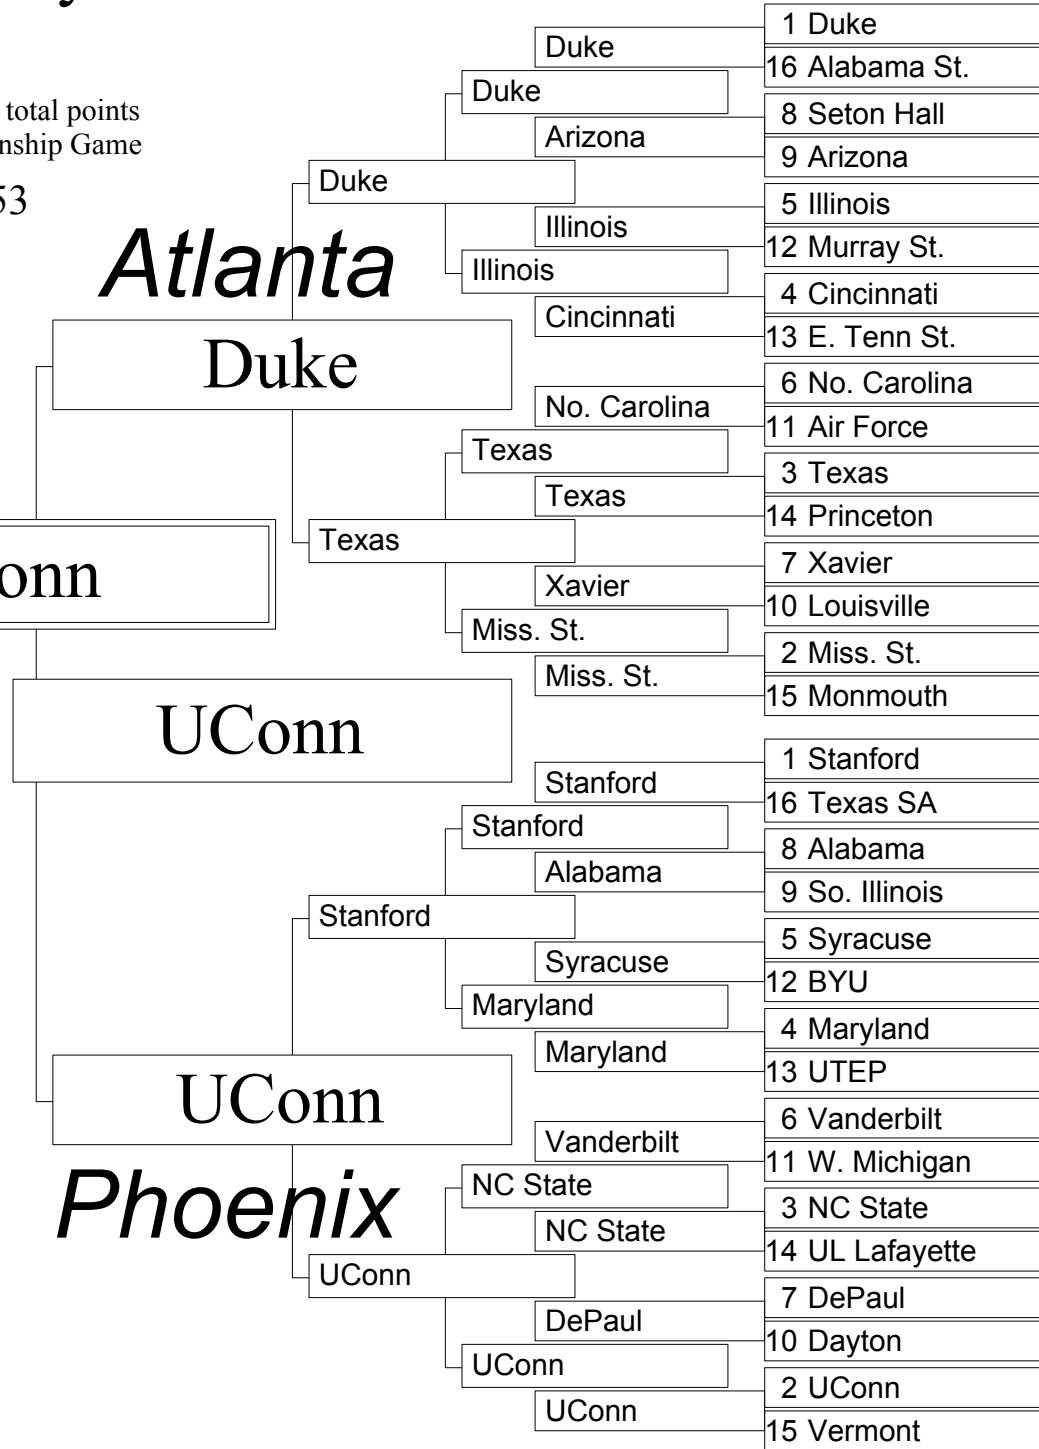 total points
nship Game
53
Atlanta
Phoenix
1 Duke
16 Alabama St.
8 Seton Hall
9 Arizona
5 Illinois
12 Murray St.
4 Cincinnati
13 E. Tenn St.
6 No. Carolina
11 Air Force
3 Texas
14 Princeton
7 Xavier
10 Louisville
2 Miss. St.
15 Monmouth
1 Stanford
16 Texas SA
8 Alabama
9 So. Illinois
5 Syracuse
12 BYU
4 Maryland
13 UTEP
6 Vanderbilt
11 W. Michigan
3 NC State
14 UL Lafayette
7 DePaul
10 Dayton
2 UConn
15 Vermont
Duke
Arizona
Illinois
Cincinnati
No. Carolina
Texas
Xavier
Miss. St.
Stanford
Alabama
Syracuse
Maryland
Vanderbilt
NC State
DePaul
UConn
Duke
Illinois
Texas
Miss. St.
Stanford
Maryland
NC State
UConn
Duke
Texas
Stanford
UConn
Duke
UConn
UConn
onn